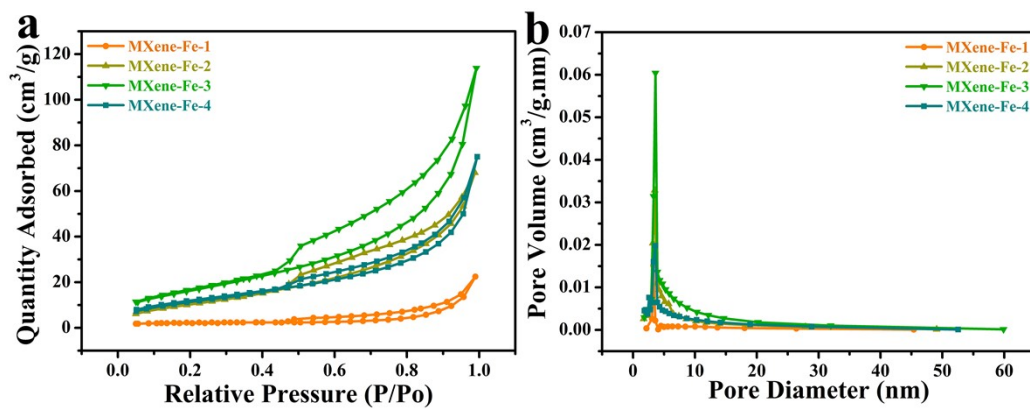 a
Quantity Adsorbed (cm³/g)
120
100
80
60
40
20
0
MXene-Fe-1
MXene-Fe-2
MXene-Fe-3
MXene-Fe-4
0.0 0.2 0.4 0.6 0.8 1.0
Relative Pressure (P/Po)
b
Pore Volume (cm³/g.nm)
0.07
0.06
0.05
0.04
0.03
0.02
0.01
0.00
MXene-Fe-1
MXene-Fe-2
MXene-Fe-3
MXene-Fe-4
0 10 20 30 40 50 60
Pore Diameter (nm)